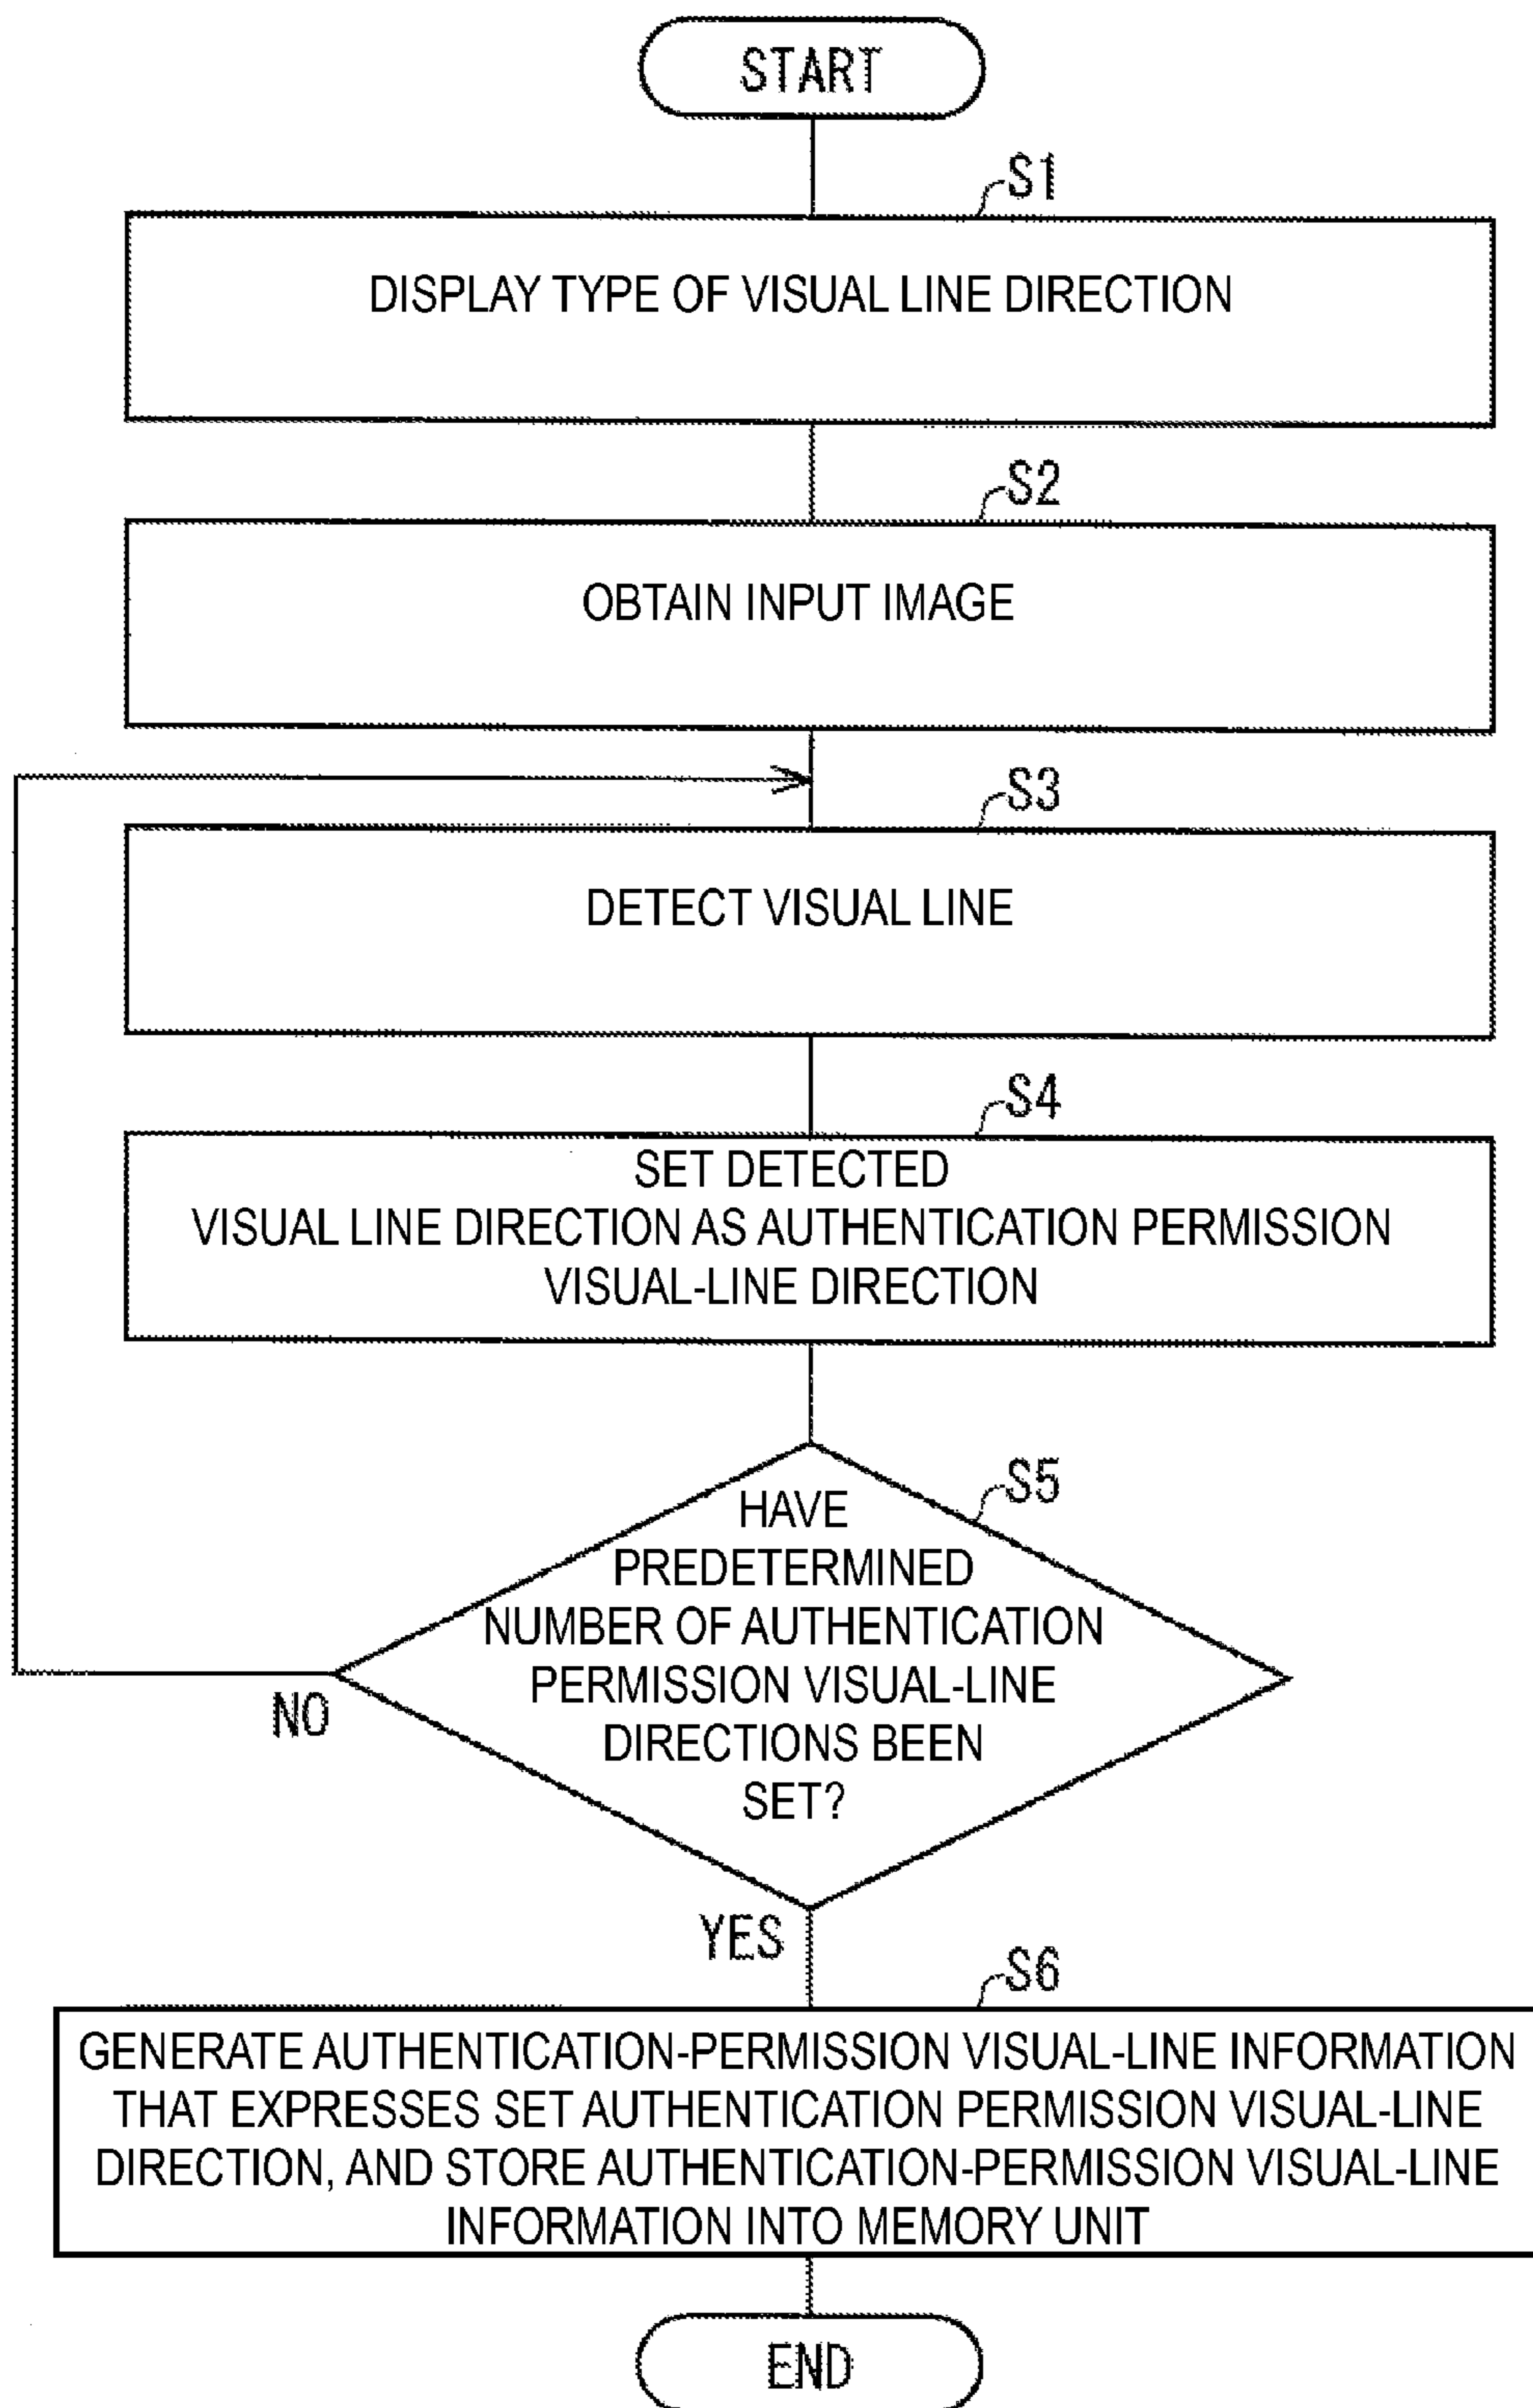 START
S1
DISPLAY TYPE OF VISUAL LINE DIRECTION
S2
OBTAIN INPUT IMAGE
S3
DETECT VISUAL LINE
S4
SET DETECTED
VISUAL LINE DIRECTION AS AUTHENTICATION PERMISSION
VISUAL-LINE DIRECTION
S5
HAVE
PREDETERMINED
NUMBER OF AUTHENTICATION
PERMISSION VISUAL-LINE
DIRECTIONS BEEN
SET?
NO
YES
S6
GENERATE AUTHENTICATION-PERMISSION VISUAL-LINE INFORMATION
THAT EXPRESSES SET AUTHENTICATION PERMISSION VISUAL-LINE
DIRECTION, AND STORE AUTHENTICATION-PERMISSION VISUAL-LINE
INFORMATION INTO MEMORY UNIT
END